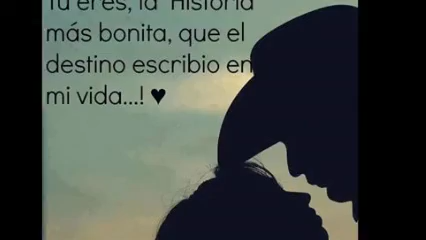 Tu eres, la Historia
más bonita, que el
destino escribio en
mi vida...! ♥